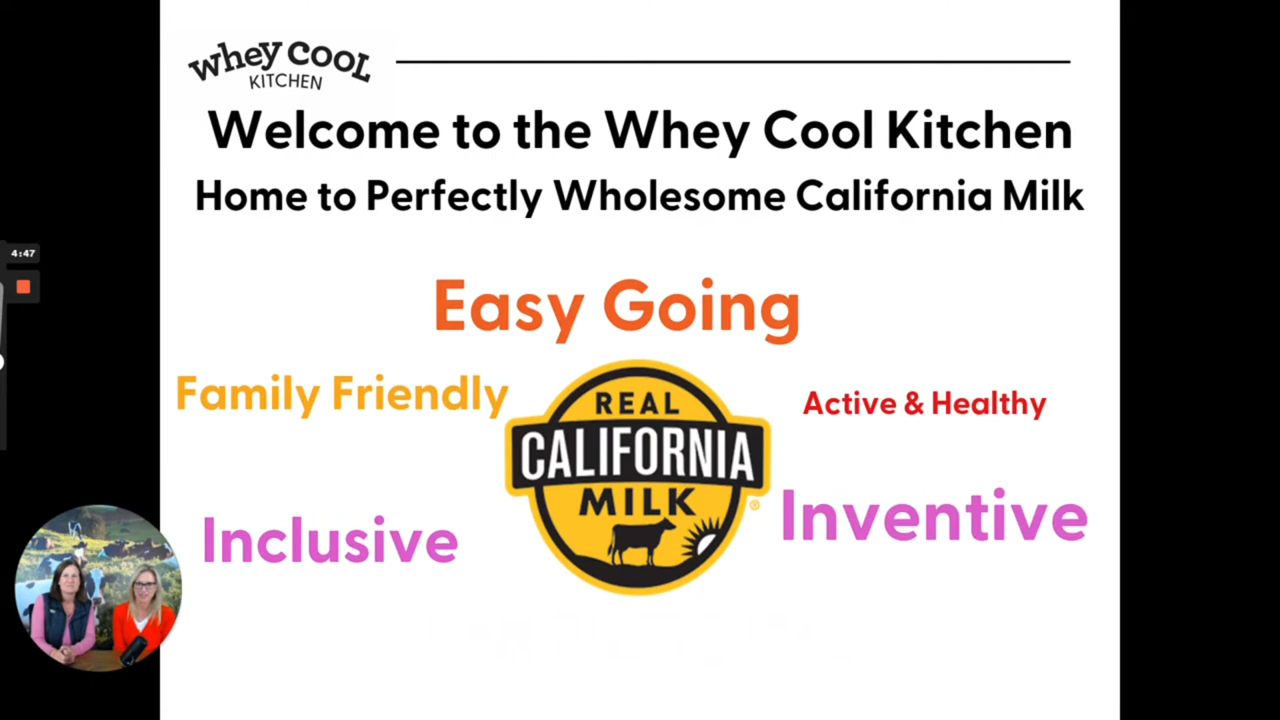 Whey Cool
KITCHEN
Welcome to the Whey Cool Kitchen
Home to Perfectly Wholesome California Milk
4:47
Easy Going
Family Friendly
Active & Healthy
REAL
CALIFORNIA
MILK
®
Inclusive
Inventive